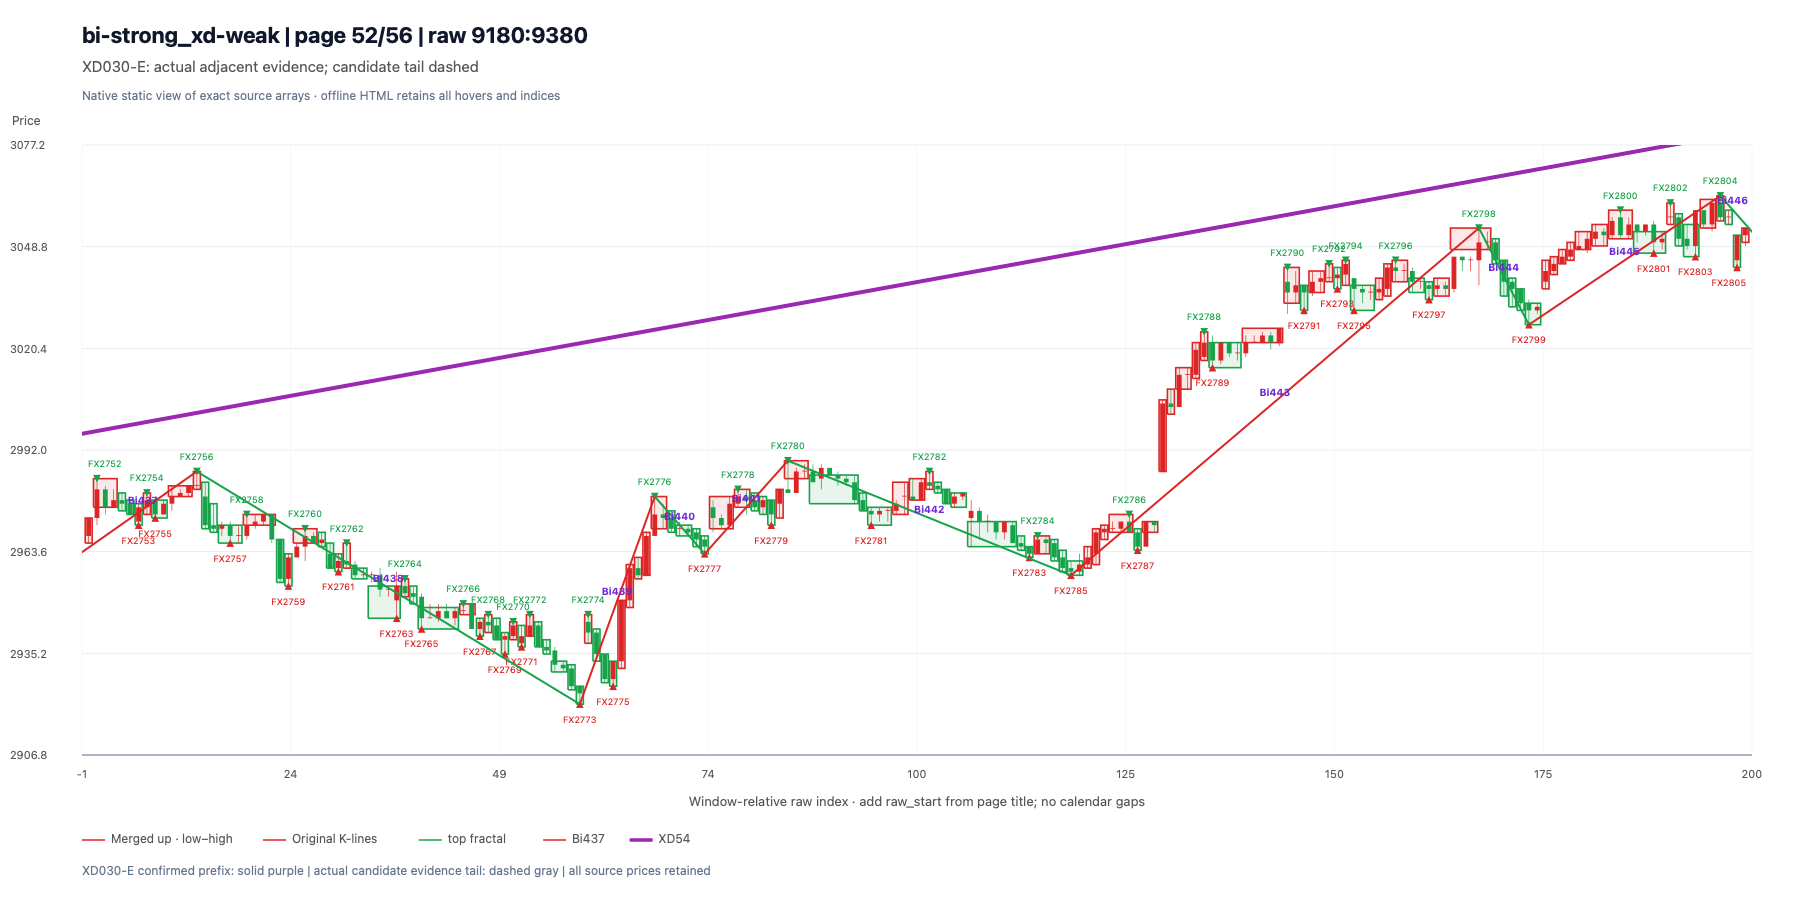 bi-strong_xd-weak | page 52/56 | raw 9180:9380
XD030-E: actual adjacent evidence; candidate tail dashed
Native static view of exact source arrays · offline HTML retains all hovers and indices
Price
3077.2
3048.8
3020.4
2992.0
2963.6
2935.2
2906.8
FX2804
FX2800
FX2802
Bi446
FX2798
FX2790
FX2792
FX2794
FX2796
Bi445
FX2801
FX2803
Bi444
FX2805
FX2793
FX2788
FX2791
FX2795
FX2797
FX2799
FX2789
Bi443
FX2780
FX2756
FX2782
FX2752
FX2754
FX2776
FX2778
Bi437
FX2758
Bi441
FX2786
Bi442
FX2760
Bi440
FX2784
FX2762
FX2753
FX2755
FX2779
FX2781
FX2757
FX2764
FX2777
FX2783
FX2787
Bi438
FX2761
FX2766
Bi439
FX2785
FX2759
FX2768
FX2770
FX2772
FX2774
FX2763
FX2765
FX2767
FX2771
FX2769
FX2775
FX2773
-1
24
49
74
100
125
150
175
200
Window-relative raw index · add raw_start from page title; no calendar gaps
Merged up · low–high
Original K-lines
top fractal
Bi437
XD54
XD030-E confirmed prefix: solid purple | actual candidate evidence tail: dashed gray | all source prices retained